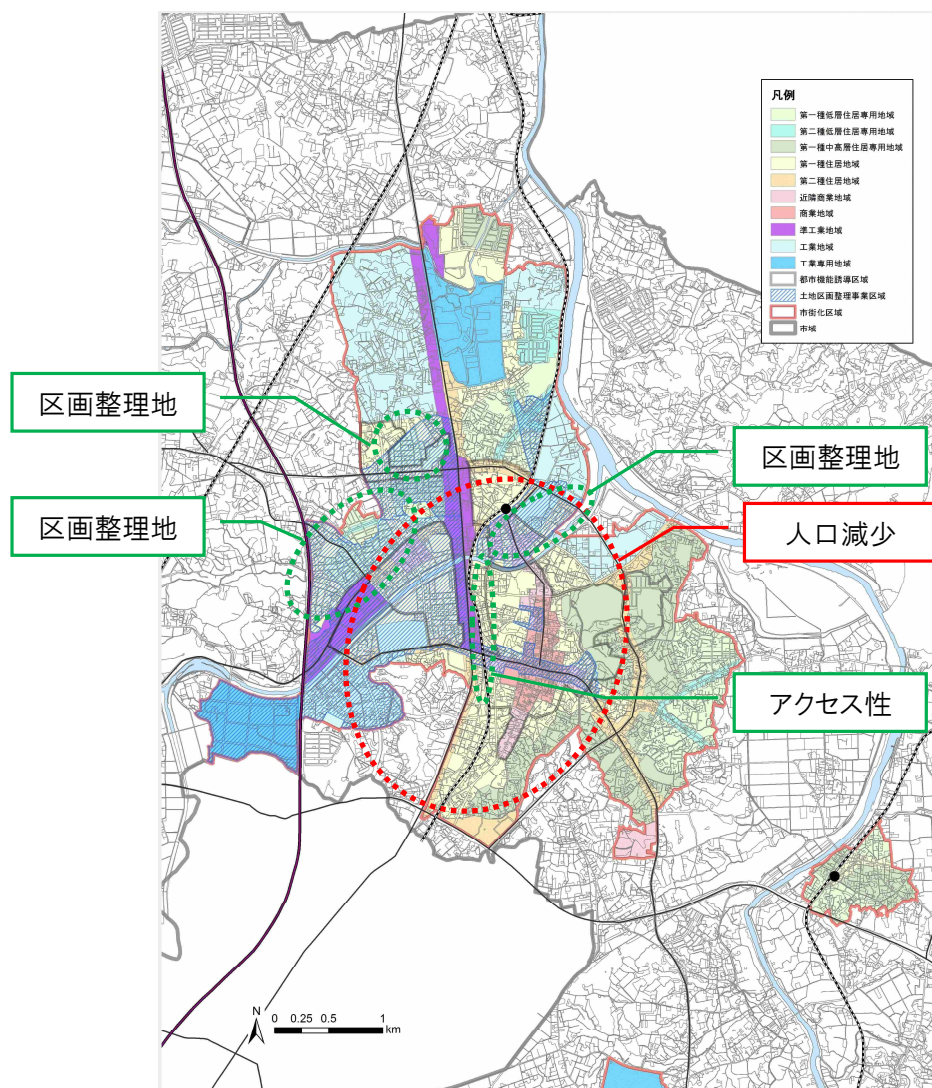 凡例
第一種低層住居専用地域
第二種低層住居専用地域
第一種中高層住居専用地域
第一種住居地域
第二種住居地域
近隣商業地域
商業地域
準工業地域
工業地域
工業専用地域
都市機能誘導区域
土地区画整理事業区域
市街化区域
市域
区画整理地
区画整理地
区画整理地
人口減少
アクセス性
N
0 0.25 0.5 1
km